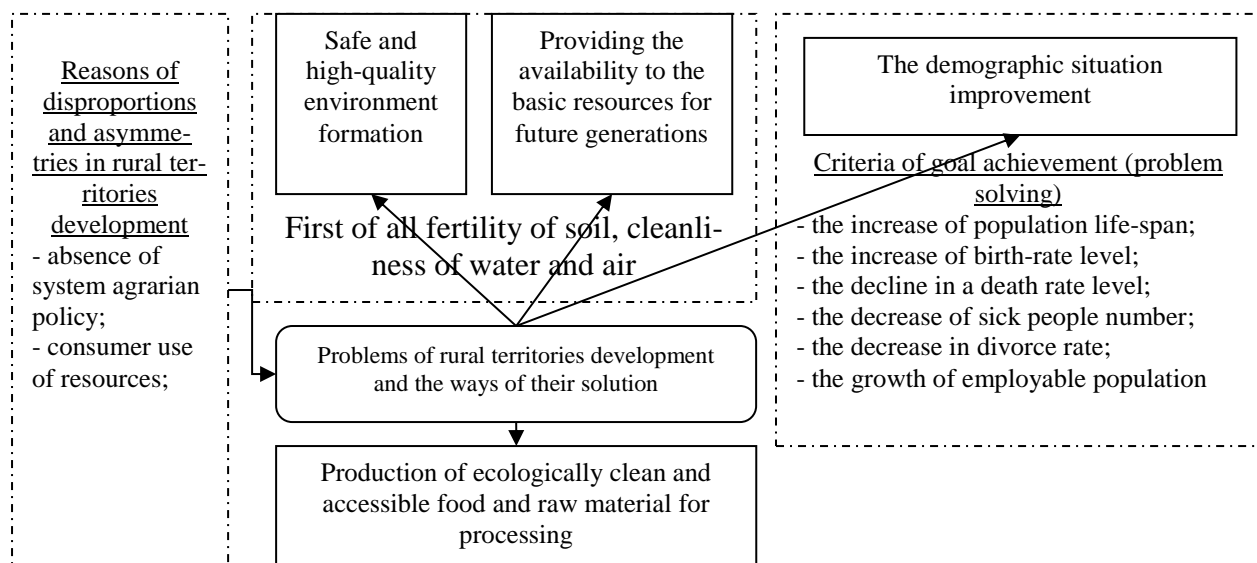 Reasons of
disproportions
and asymme-
tries in rural ter-
ritories
development
- absence of
system agrarian
policy;
- consumer use
of resources;
Safe and
high-quality
environment
formation
Providing the
availability to the
basic resources for
future generations
First of all fertility of soil, cleanli-
ness of water and air
Problems of rural territories development
and the ways of their solution
Production of ecologically clean and
accessible food and raw material for
processing
The demographic situation
improvement
Criteria of goal achievement (problem
solving)
- the increase of population life-span;
- the increase of birth-rate level;
- the decline in a death rate level;
- the decrease of sick people number;
- the decrease in divorce rate;
- the growth of employable population